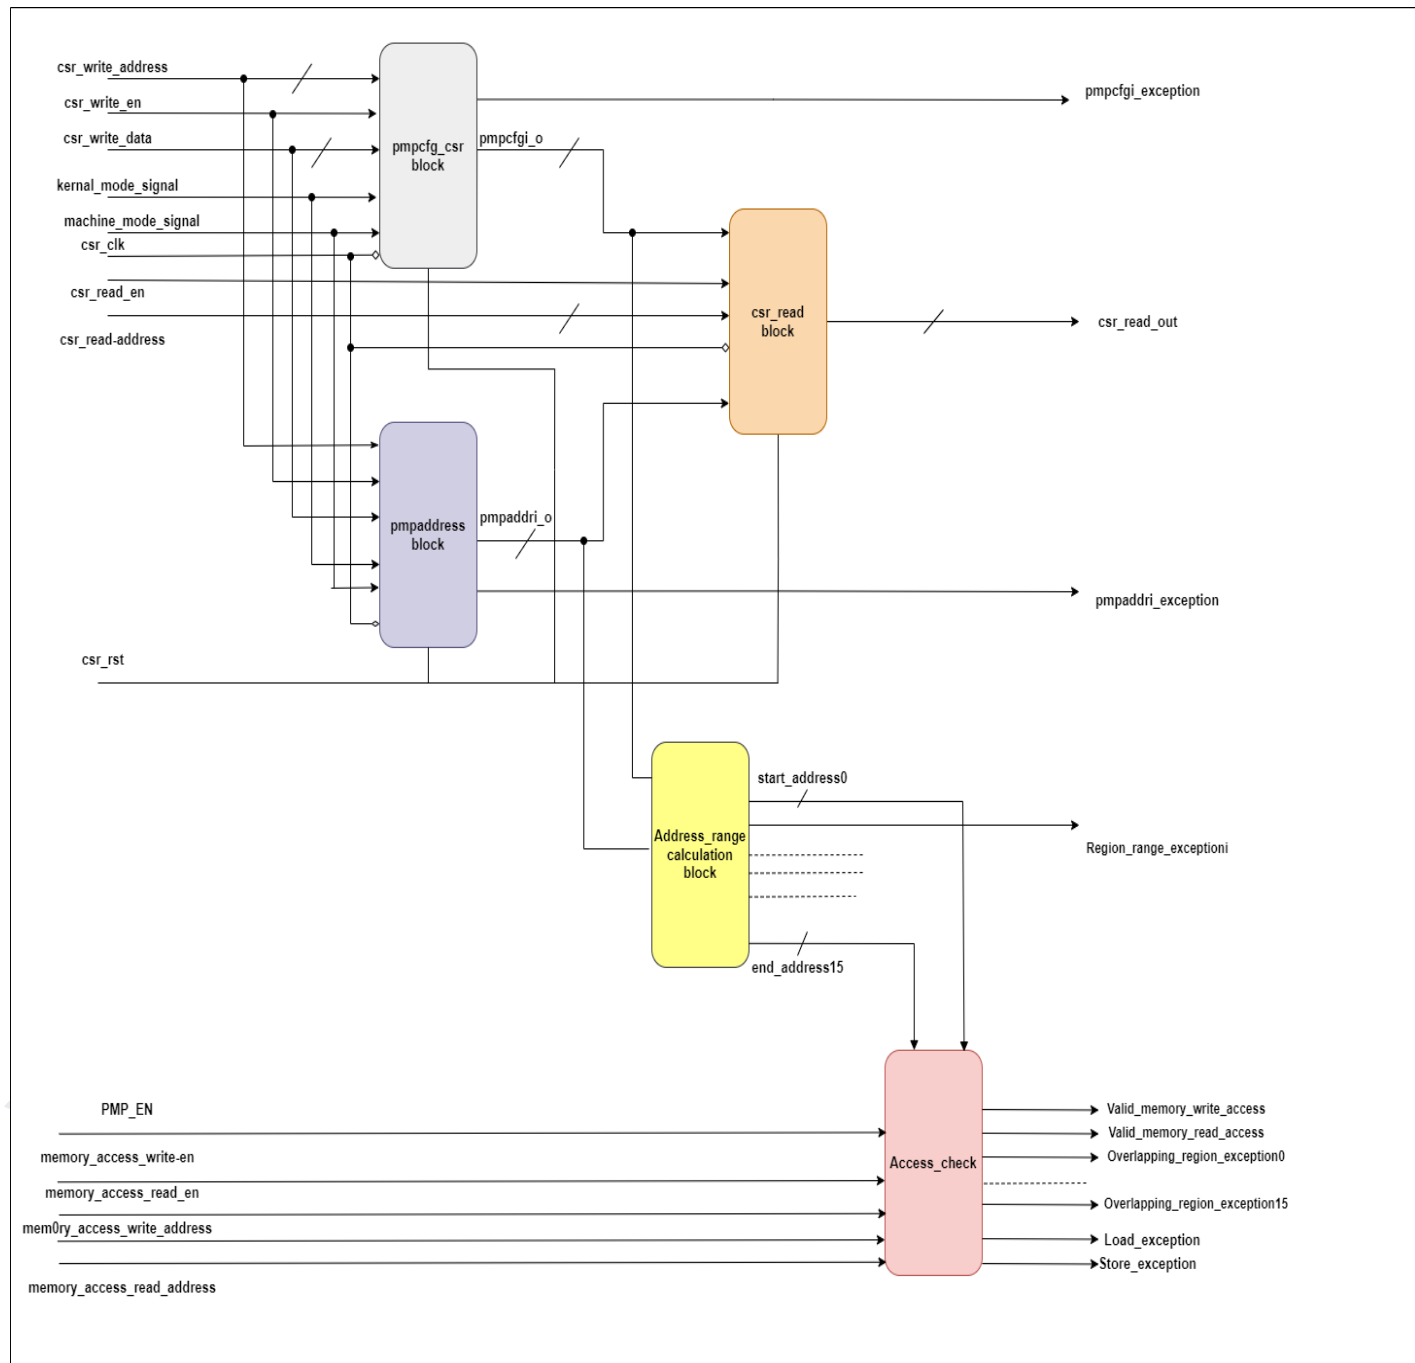 csr_write_address
csr_write_en
csr_write_data
kernal_mode_signal
machine_mode_signal
csr_clk
csr_read_en
csr_read-address
pmpcfg_csr
block
pmpcfgi_o
pmpcfgi_exception
csr_read
block
csr_read_out
pmpaddress
block
pmpaddri_o
pmpaddri_exception
csr_rst
start_address0
Address_range
calculation
block
Region_range_exceptioni
end_address15
PMP_EN
memory_access_write-en
memory_access_read_en
mem0ry_access_write_address
memory_access_read_address
Access_check
Valid_memory_write_access
Valid_memory_read_access
Overlapping_region_exception0
Overlapping_region_exception15
Load_exception
Store_exception